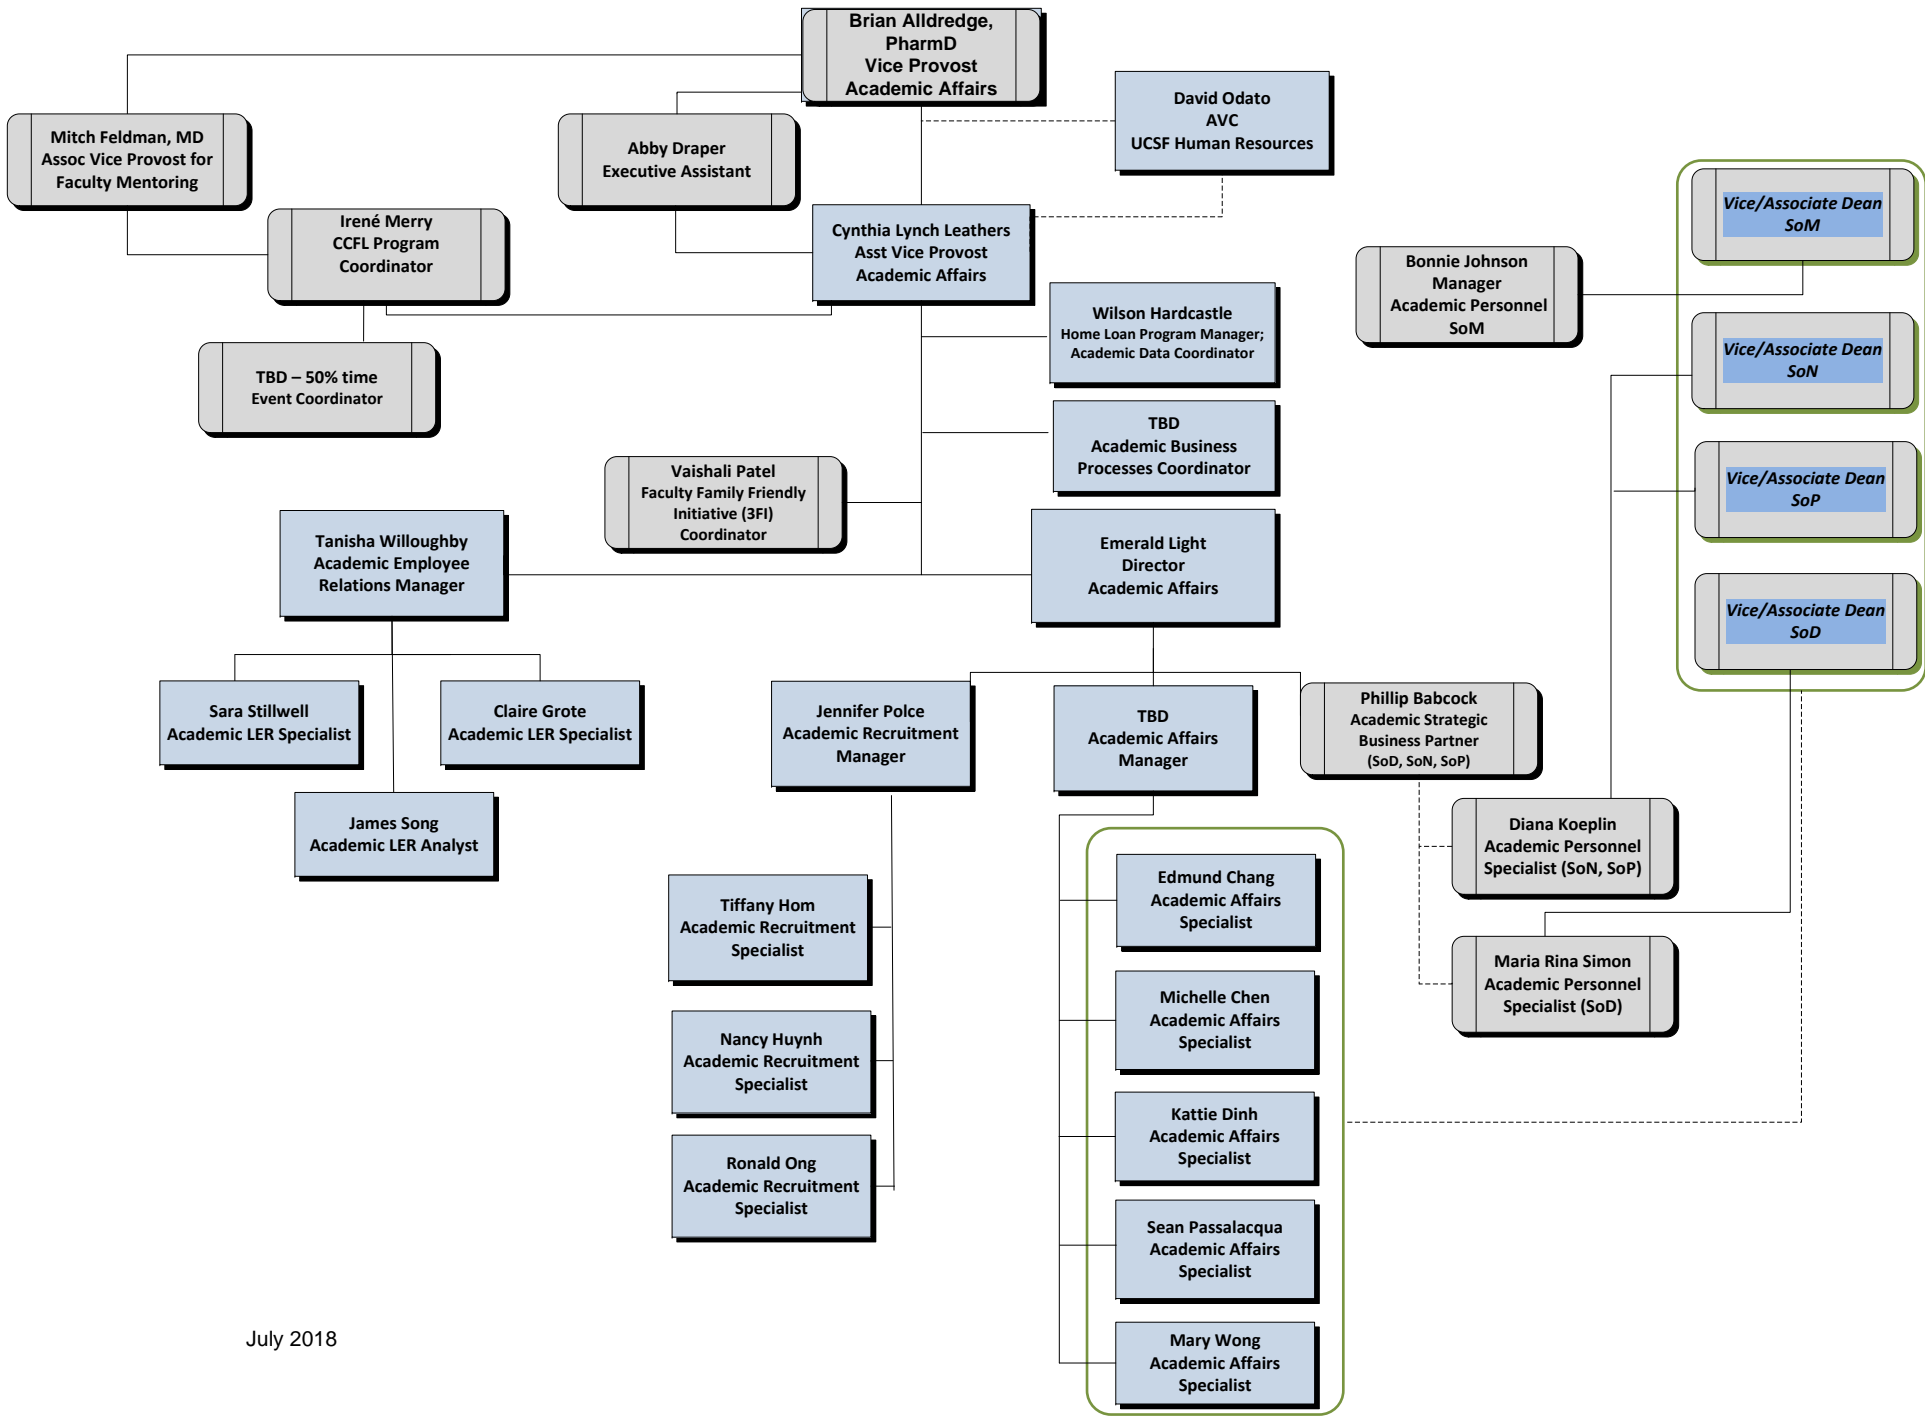 Brian Alldredge,
PharmD
Vice Provost
Academic Affairs
David Odato
AVC
UCSF Human Resources
Mitch Feldman, MD
Assoc Vice Provost for
Faculty Mentoring
Abby Draper
Executive Assistant
Irené Merry
CCFL Program
Coordinator
Cynthia Lynch Leathers
Asst Vice Provost
Academic Affairs
Vice/Associate Dean
SoM
Bonnie Johnson
Manager
Academic Personnel
SoM
Wilson Hardcastle
Home Loan Program Manager;
Academic Data Coordinator
Vice/Associate Dean
SoN
TBD – 50% time
Event Coordinator
TBD
Academic Business
Processes Coordinator
Vaishali Patel
Faculty Family Friendly
Initiative (3FI)
Coordinator
Vice/Associate Dean
SoP
Tanisha Willoughby
Academic Employee
Relations Manager
Emerald Light
Director
Academic Affairs
Vice/Associate Dean
SoD
Sara Stillwell
Academic LER Specialist
Claire Grote
Academic LER Specialist
Jennifer Polce
Academic Recruitment
Manager
TBD
Academic Affairs
Manager
Phillip Babcock
Academic Strategic
Business Partner
(SoD, SoN, SoP)
James Song
Academic LER Analyst
Diana Koeplin
Academic Personnel
Specialist (SoN, SoP)
Tiffany Hom
Academic Recruitment
Specialist
Edmund Chang
Academic Affairs
Specialist
Maria Rina Simon
Academic Personnel
Specialist (SoD)
Nancy Huynh
Academic Recruitment
Specialist
Michelle Chen
Academic Affairs
Specialist
Kattie Dinh
Academic Affairs
Specialist
Ronald Ong
Academic Recruitment
Specialist
Sean Passalacqua
Academic Affairs
Specialist
Mary Wong
Academic Affairs
Specialist
July 2018